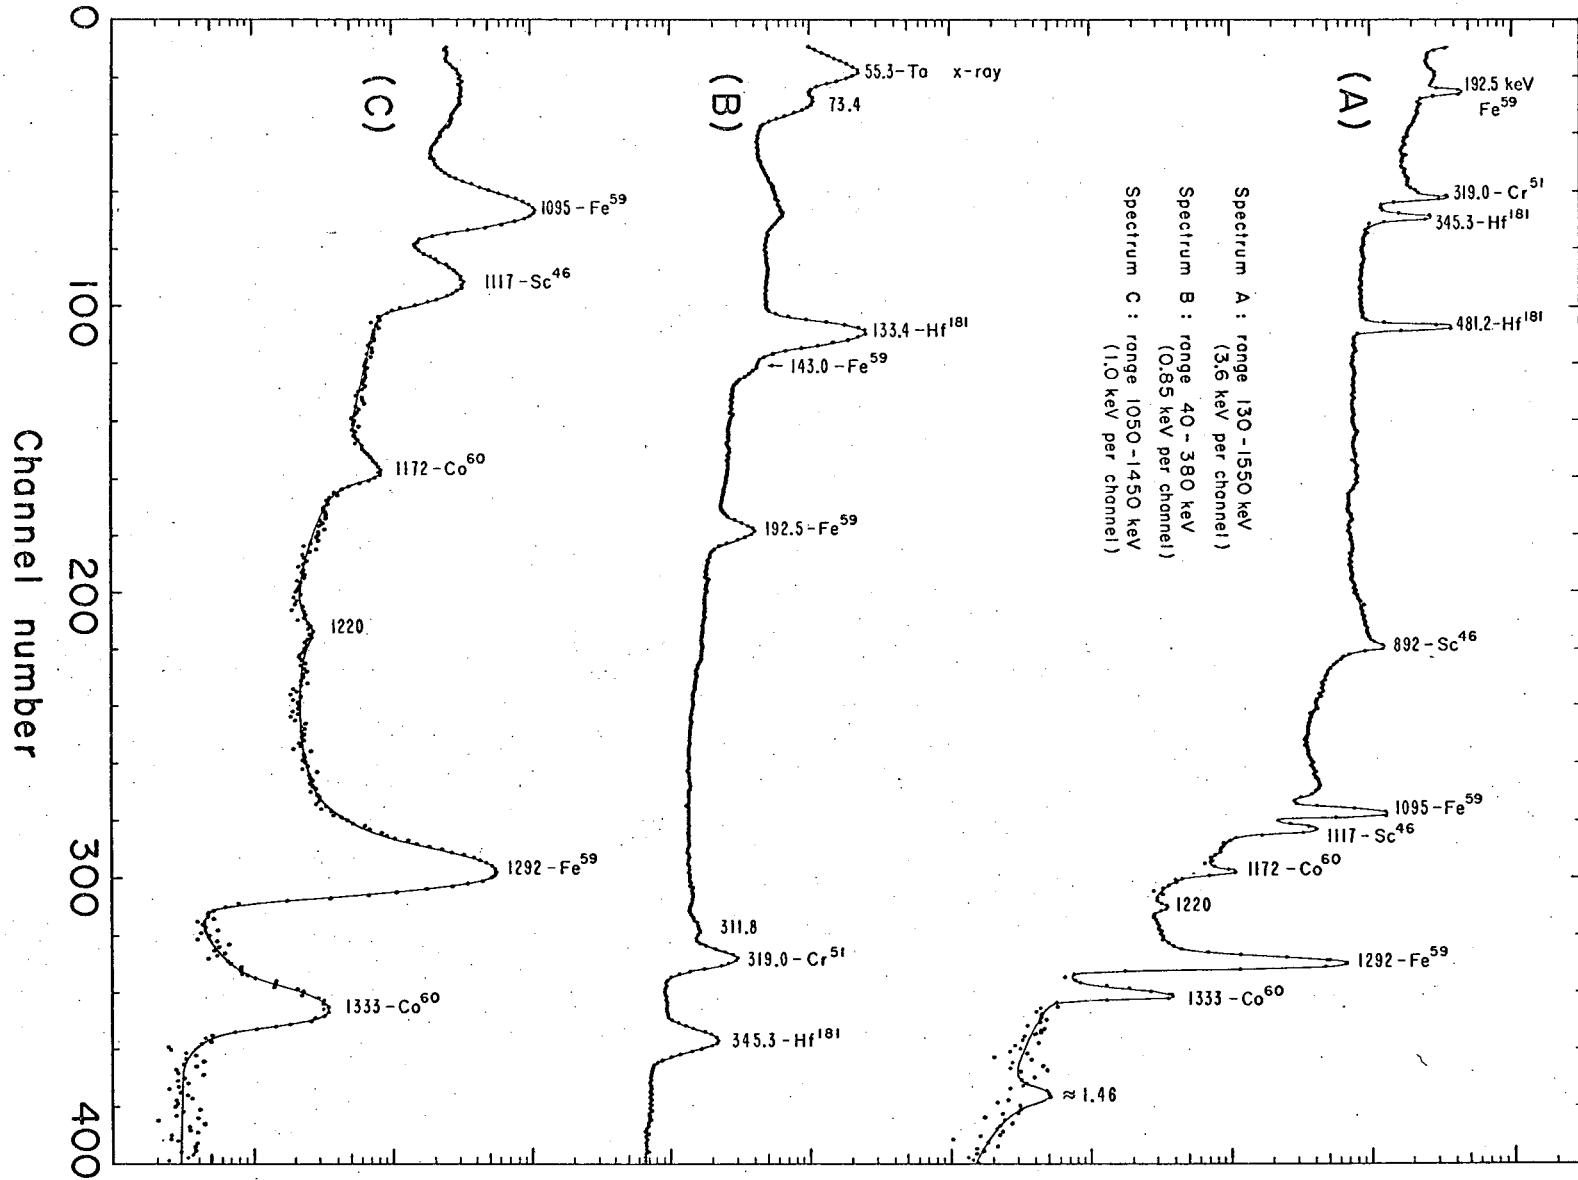 0
100
200
300
400
Channel number
(A)
192.5 keV
Fe⁵⁹
319.0-Cr⁵¹
345.3-Hf¹⁸¹
481.2-Hf¹⁸¹
892-Sc⁴⁶
1095-Fe⁵⁹
1117-Sc⁴⁶
1172-Co⁶⁰
1220
1292-Fe⁵⁹
1333-Co⁶⁰
≈1.46
Spectrum A : range 130-1550 keV
(3.6 keV per channel)
Spectrum B : range 40-380 keV
(0.85 keV per channel)
Spectrum C : range 1050-1450 keV
(1.0 keV per channel)
(B)
55.3-Ta x-ray
73.4
133.4-Hf¹⁸¹
←143.0-Fe⁵⁹
192.5-Fe⁵⁹
311.8
319.0-Cr⁵¹
345.3-Hf¹⁸¹
(C)
1095-Fe⁵⁹
1117-Sc⁴⁶
1172-Co⁶⁰
1220
1292-Fe⁵⁹
1333-Co⁶⁰